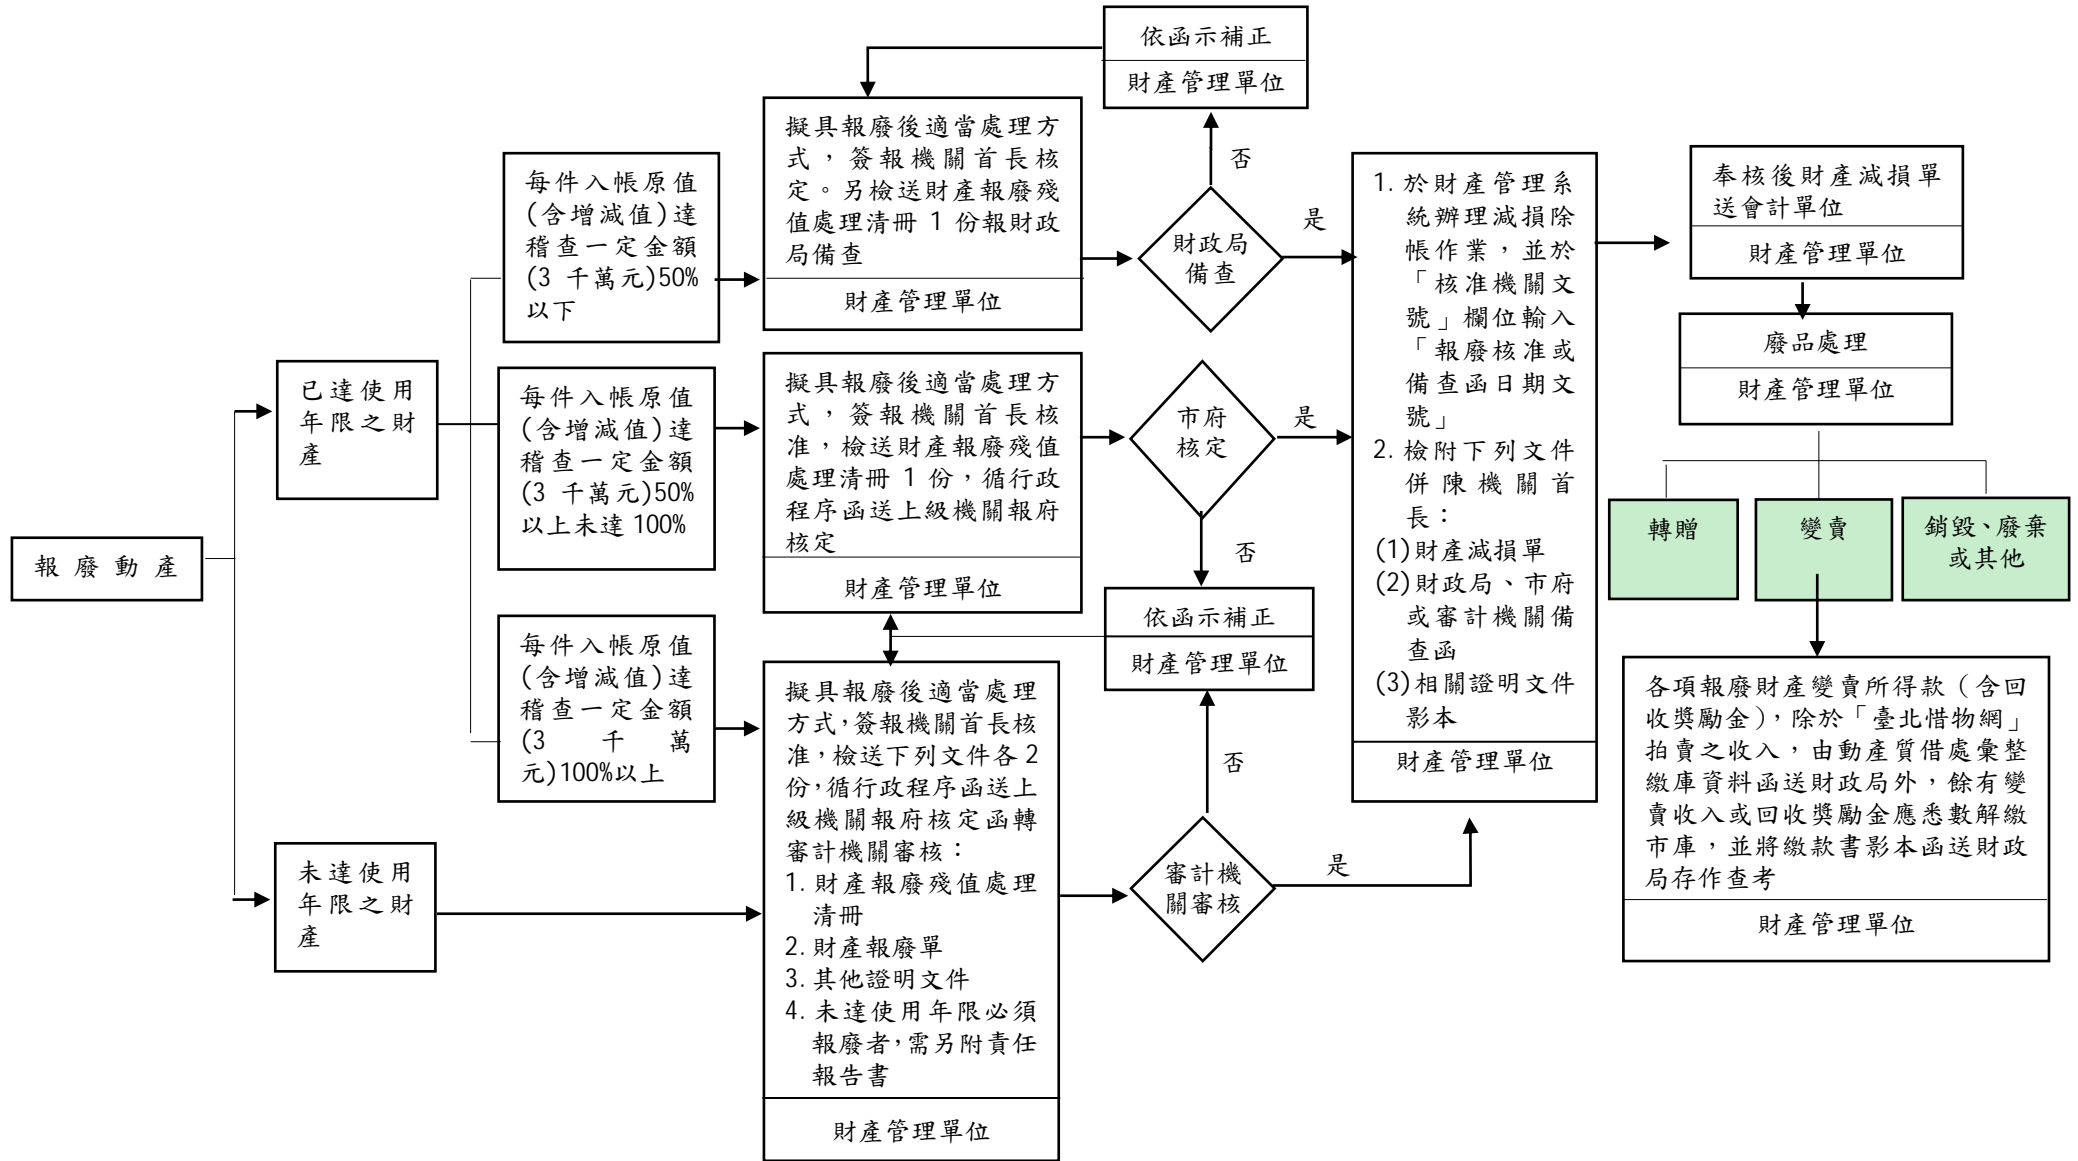 報廢動產
已達使用
年限之財
產
未達使用
年限之財
產
每件入帳原值
(含增減值)達
稽查一定金額
(3 千萬元)50%
以下
每件入帳原值
(含增減值)達
稽查一定金額
(3 千萬元)50%
以上未達 100%
每件入帳原值
(含增減值)達
稽查一定金額
(3 千萬
元)100%以上
擬具報廢後適當處理方
式,簽報機關首長核
定。另檢送財產報廢殘
值處理清冊 1 份報財政
局備查
財產管理單位
擬具報廢後適當處理方
式,簽報機關首長核
准,檢送財產報廢殘值
處理清冊 1 份,循行政
程序函送上級機關報府
核定
財產管理單位
擬具報廢後適當處理
方式,簽報機關首長核
准,檢送下列文件各 2
份,循行政程序函送上
級機關報府核定函轉
審計機關審核:
1. 財產報廢殘值處理
清冊
2. 財產報廢單
3. 其他證明文件
4. 未達使用年限必須
報廢者,需另附責任
報告書
財產管理單位
依函示補正
財產管理單位
否
財政局
備查
是
市府
核定
是
否
依函示補正
財產管理單位
否
審計機
關審核
是
1. 於財產管理系
統辦理減損除
帳作業,並於
「核准機關文
號」欄位輸入
「報廢核准或
備查函日期文
號」
2. 檢附下列文件
併陳機關首
長:
(1)財產減損單
(2)財政局、市府
或審計機關備
查函
(3)相關證明文件
影本
財產管理單位
奉核後財產減損單
送會計單位
財產管理單位
廢品處理
財產管理單位
轉贈
變賣
銷毀、廢棄
或其他
各項報廢財產變賣所得款(含回
收獎勵金),除於「臺北惜物網」
拍賣之收入,由動產質借處彙整
繳庫資料函送財政局外,餘有變
賣收入或回收獎勵金應悉數解繳
市庫,並將繳款書影本函送財政
局存作查考
財產管理單位